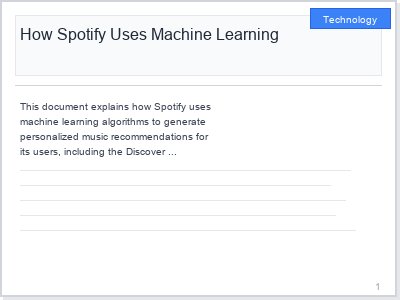 Technology
How Spotify Uses Machine Learning
This document explains how Spotify uses
machine learning algorithms to generate
personalized music recommendations for
its users, including the Discover ...
1